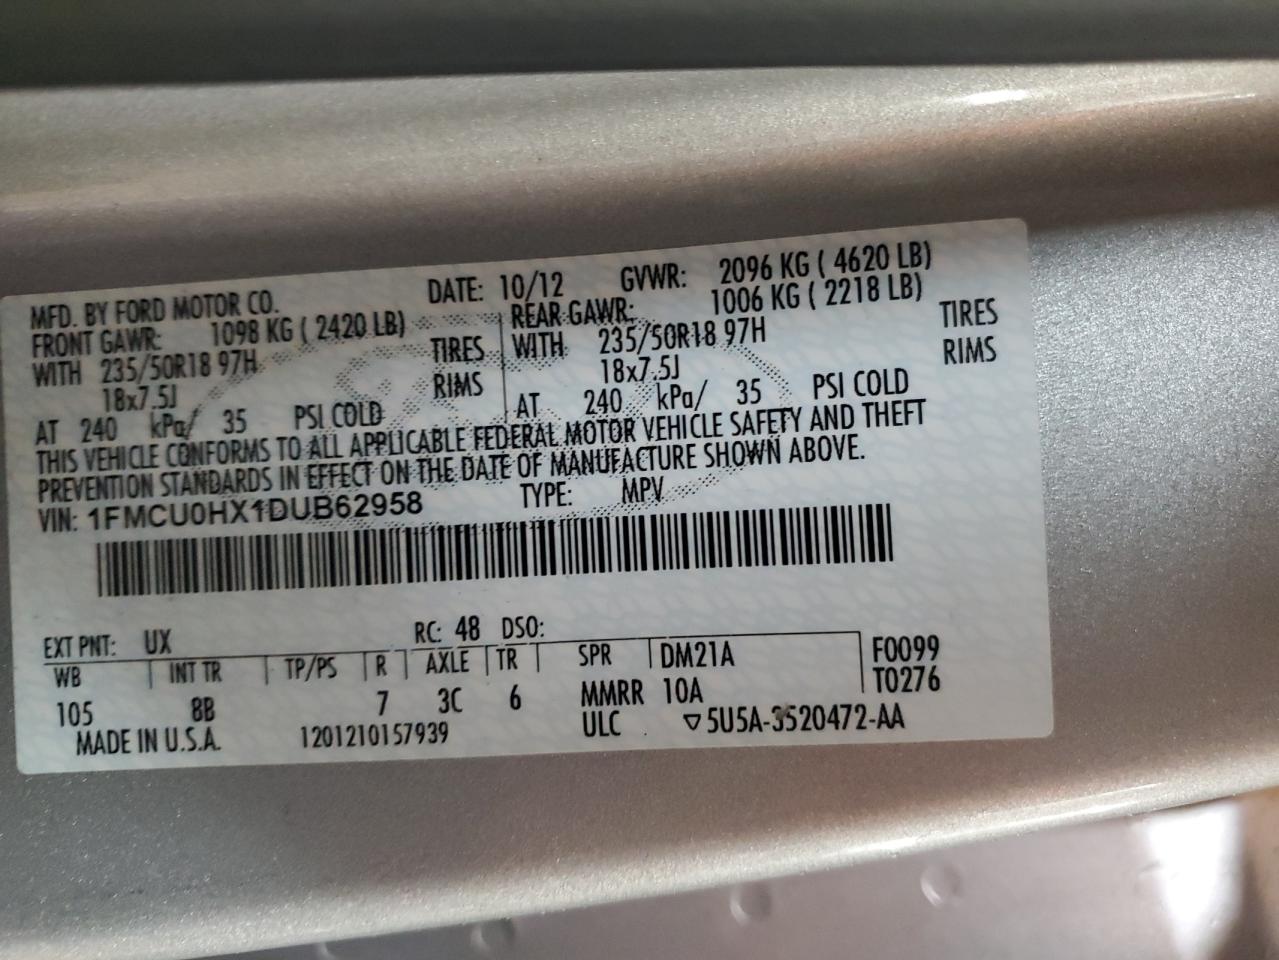 MFD. BY FORD MOTOR CO. DATE: 10/12 GVWR: 2096 KG ( 4620 LB)
FRONT GAWR: 1098 KG ( 2420 LB) REAR GAWR: 1006 KG ( 2218 LB)
WITH 235/50R18 97H TIRES WITH 235/50R18 97H TIRES
18x7.5J RIMS 18x7.5J RIMS
AT 240 kPa/ 35 PSI COLD AT 240 kPa/ 35 PSI COLD
THIS VEHICLE CONFORMS TO ALL APPLICABLE FEDERAL MOTOR VEHICLE SAFETY AND THEFT
PREVENTION STANDARDS IN EFFECT ON THE DATE OF MANUFACTURE SHOWN ABOVE.
VIN: 1FMCU0HX1DUB62958 TYPE: MPV
EXT PNT: UX RC: 48 DSO:
WB INT TR TP/PS R AXLE TR SPR DM21A F0099
105 8B 7 3C 6 MMRR 10A T0276
MADE IN U.S.A. 1201210157939 ULC ▽5U5A-3520472-AA